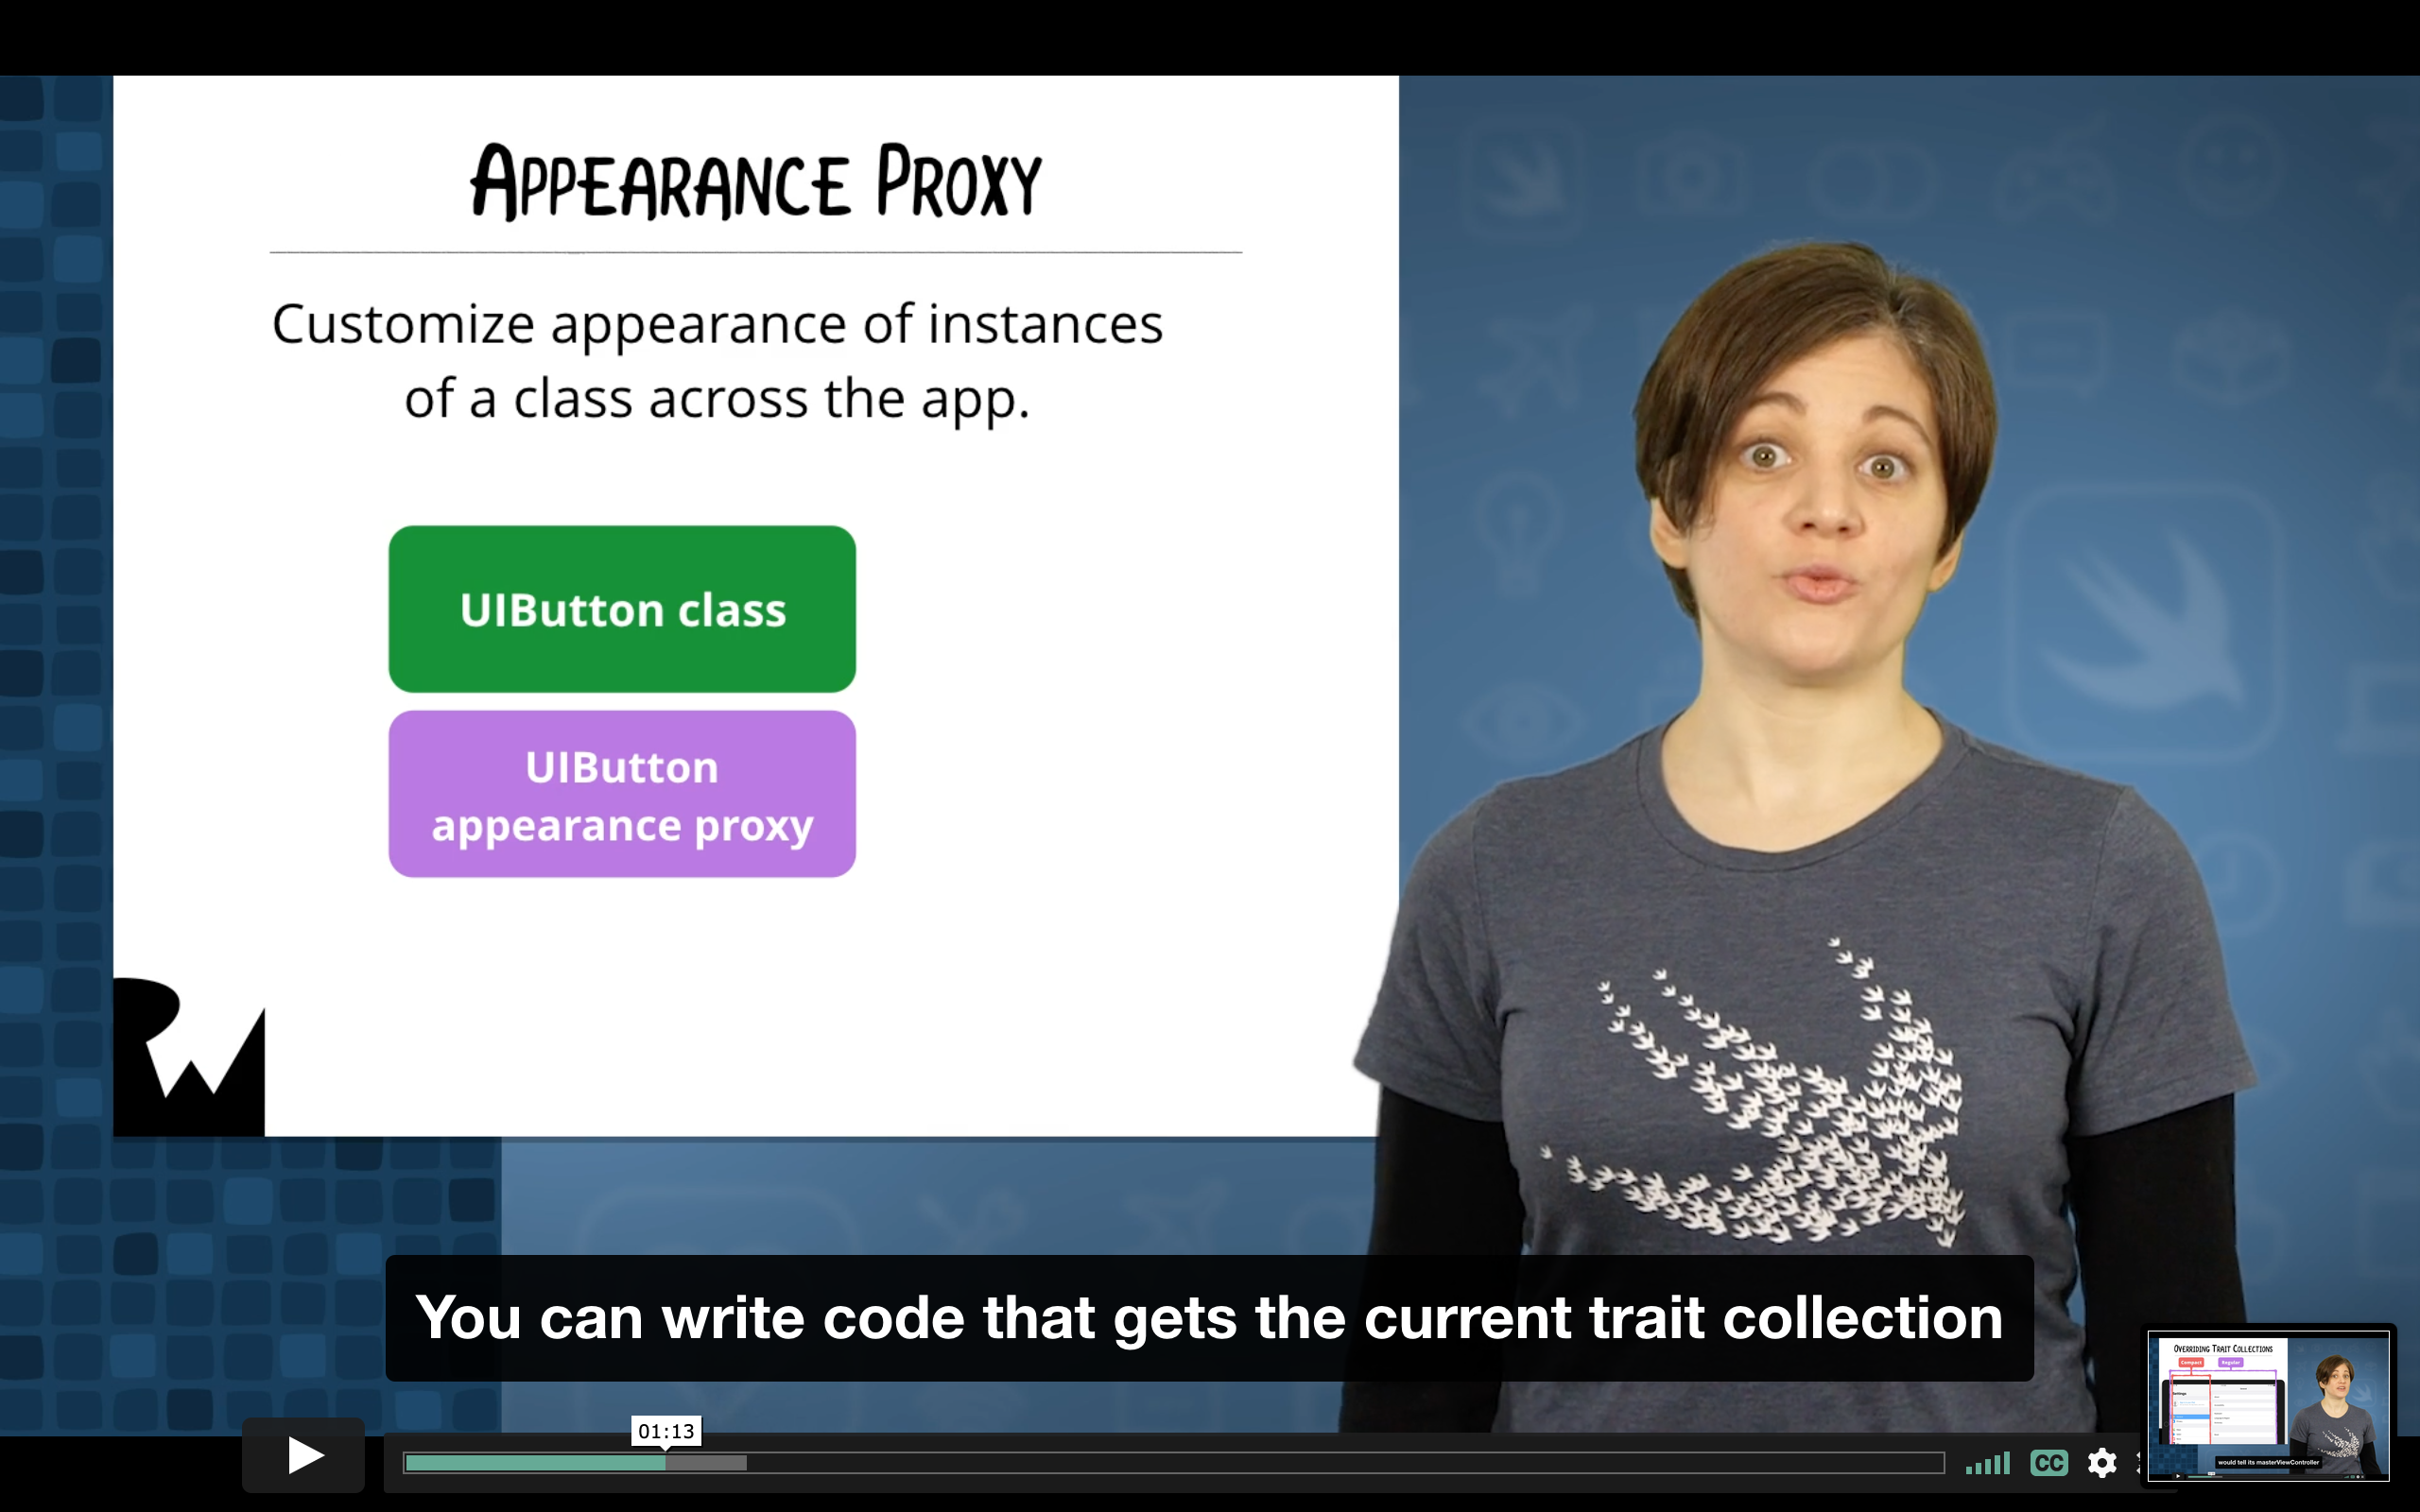 APPEARANCE PROXY
Customize appearance of instances
of a class across the app.
UIButton class
UIButton
appearance proxy
RW
You can write code that gets the current trait collection
01:13
CC
OVERRIDING TRAIT COLLECTIONS
Compact
Regular
Settings
would tell its masterViewController